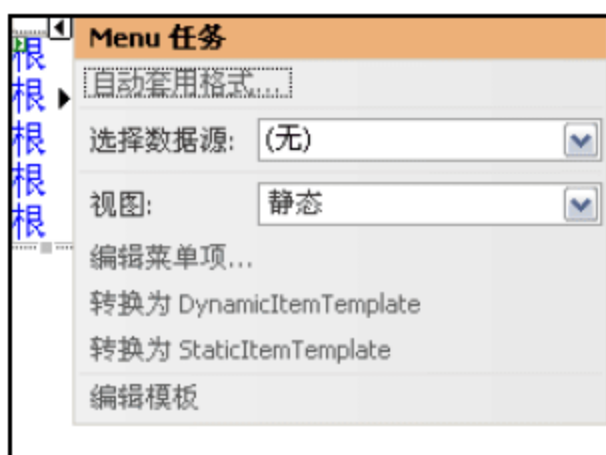 根
根
根
根
根
Menu 任务
自动套用格式...
选择数据源: (无)
视图: 静态
编辑菜单项...
转换为 DynamicItemTemplate
转换为 StaticItemTemplate
编辑模板